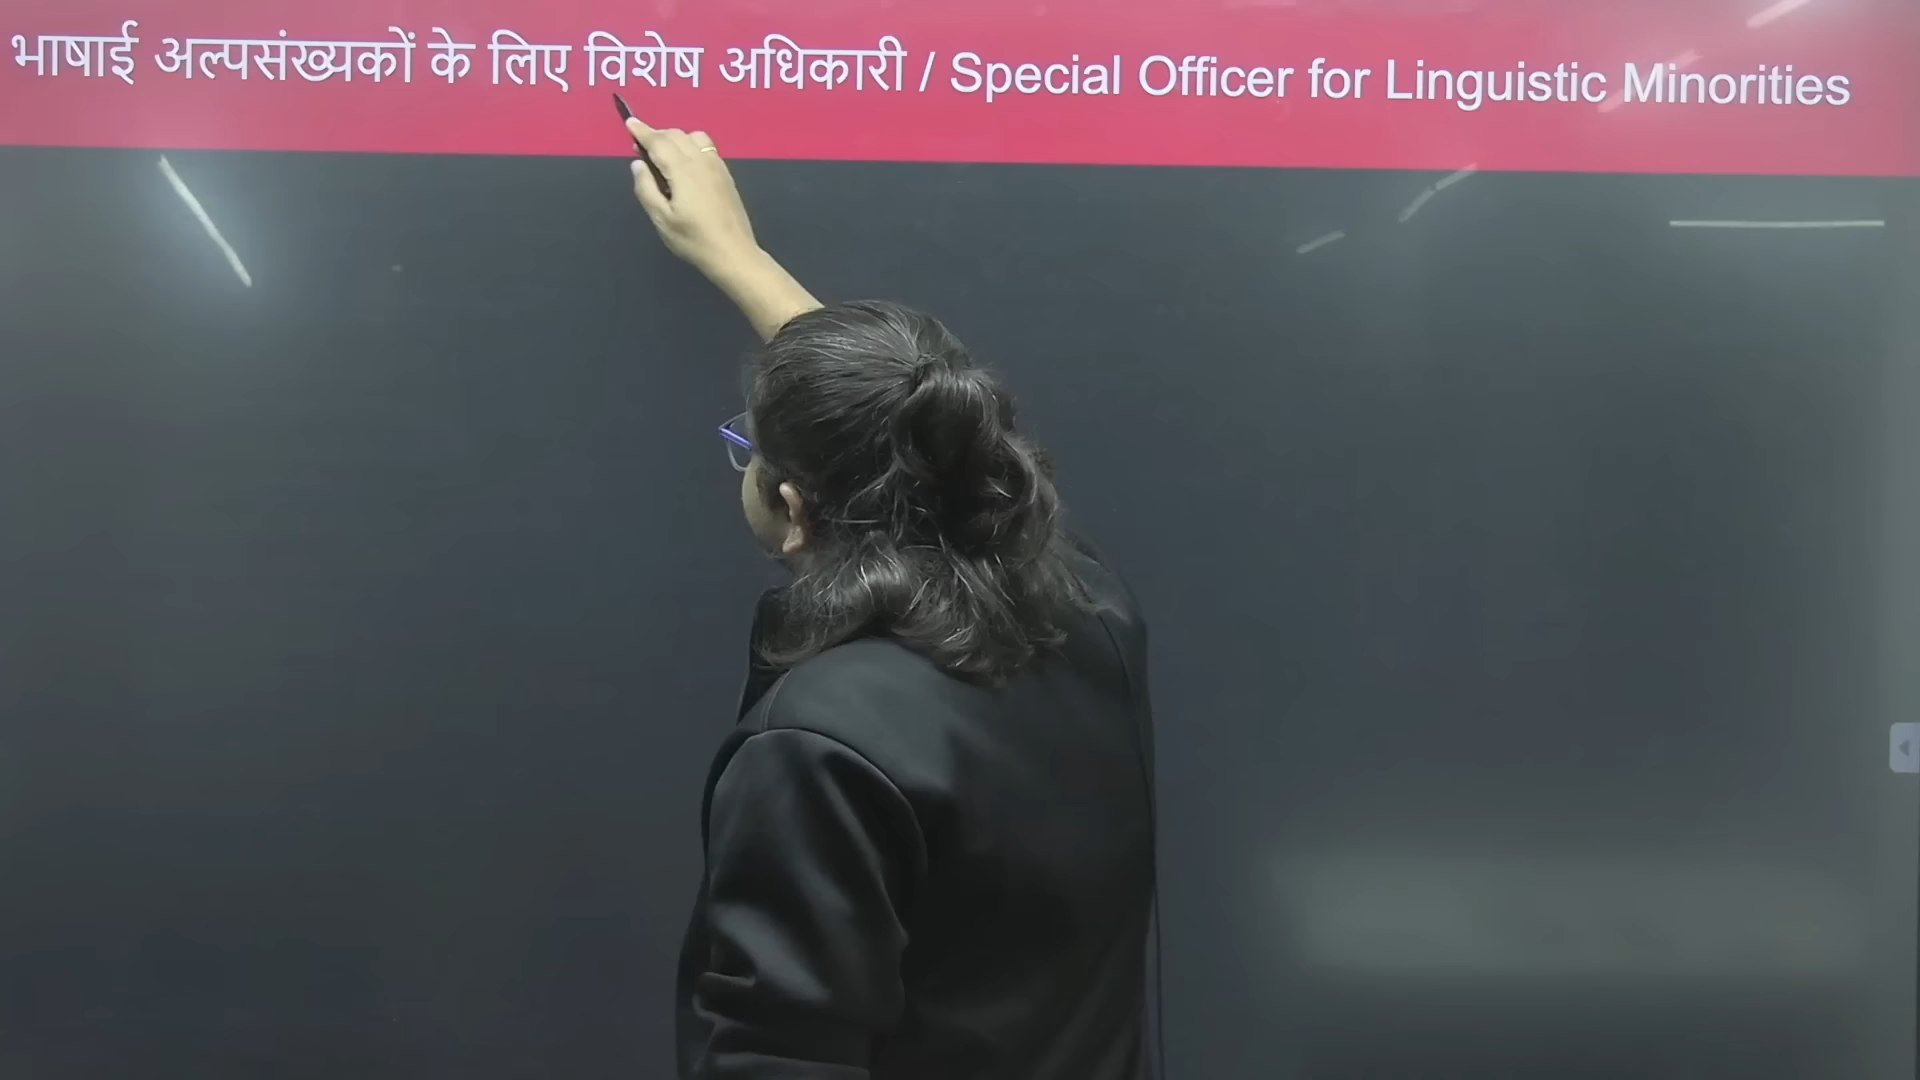 भाषाई अल्पसंख्यकों के लिए विशेष अधिकारी / Special Officer for Linguistic Minorities